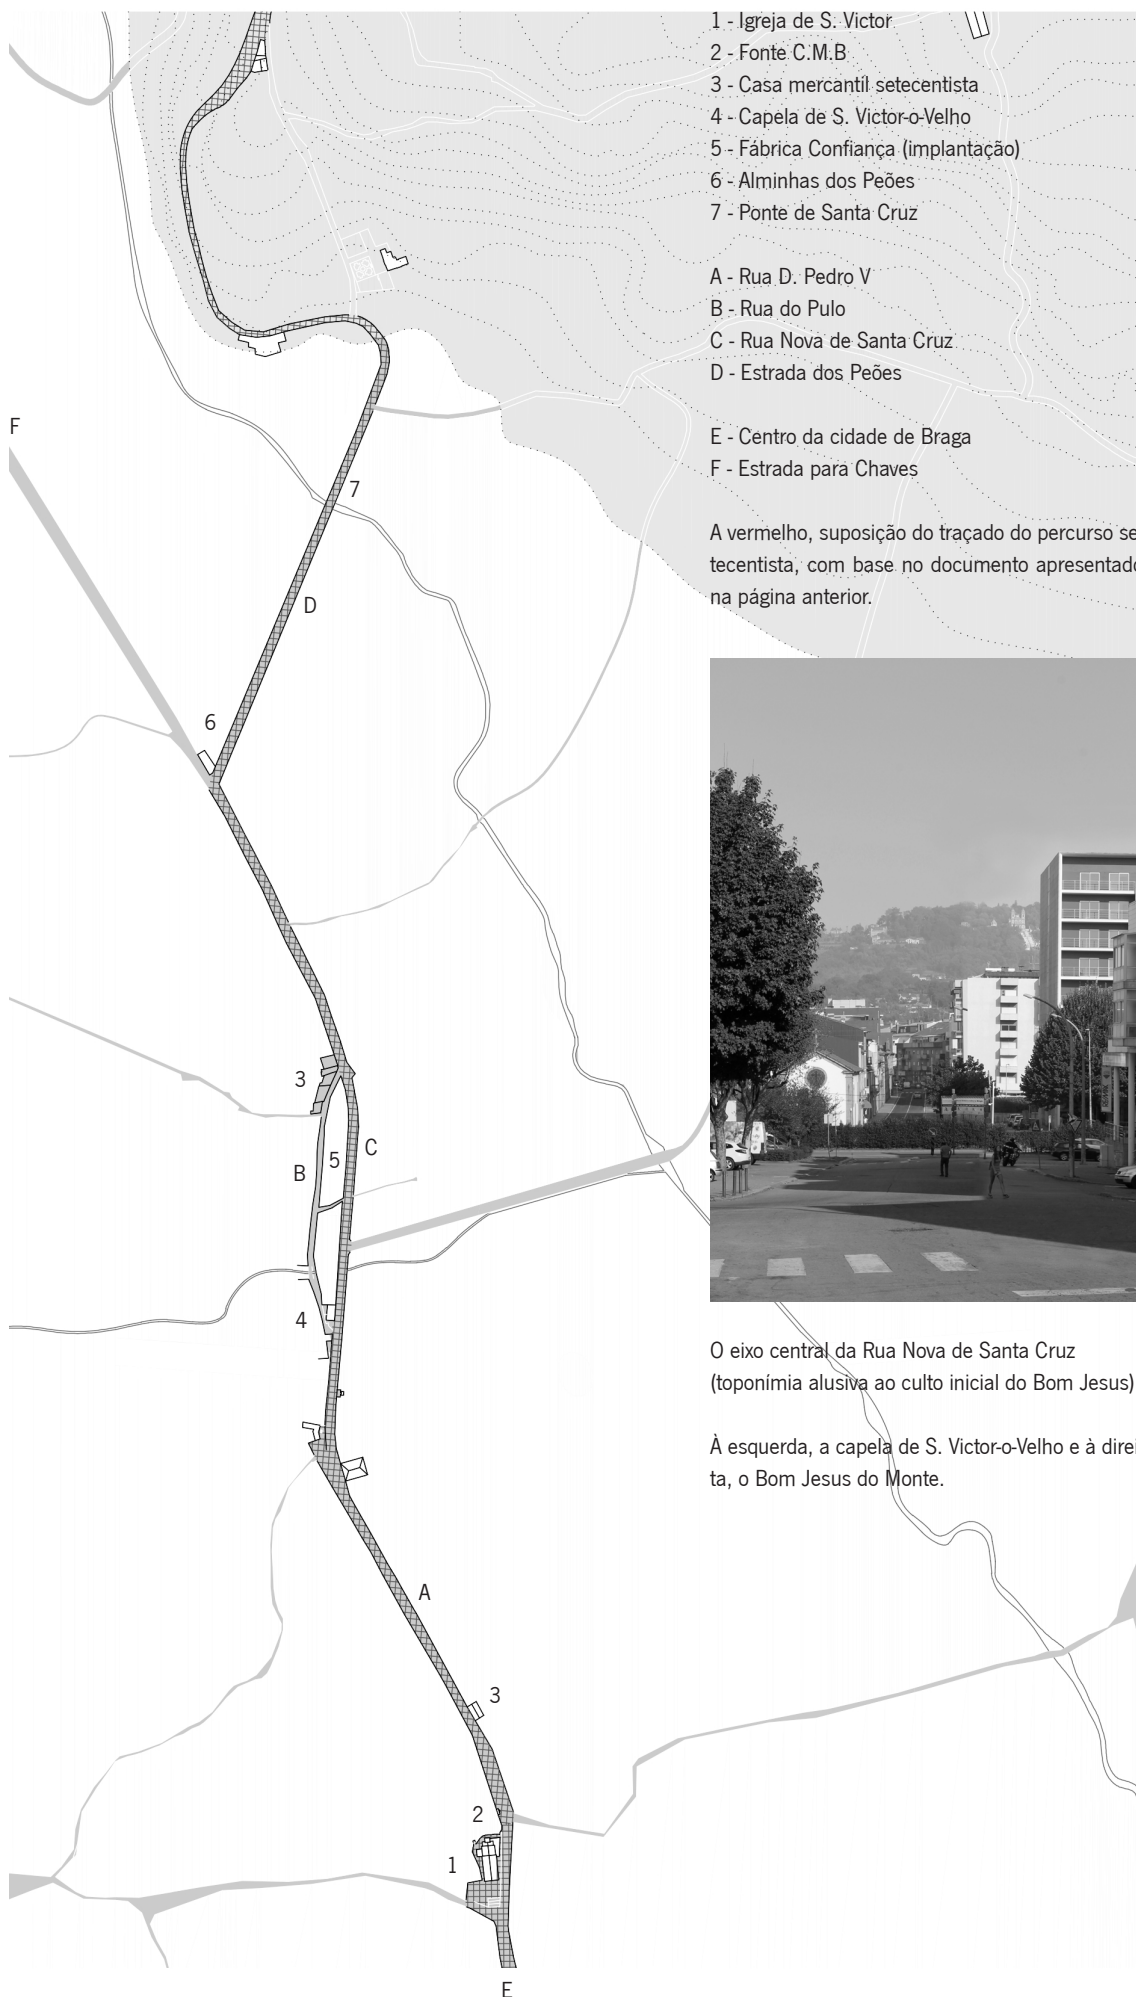 1 - Igreja de S. Victor
2 - Fonte C.M.B
3 - Casa mercantil setecentista
4 - Capela de S. Victor-o-Velho
5 - Fábrica Confiança (implantação)
6 - Alminhas dos Peões
7 - Ponte de Santa Cruz
A - Rua D. Pedro V
B - Rua do Pulo
C - Rua Nova de Santa Cruz
D - Estrada dos Peões
E - Centro da cidade de Braga
F - Estrada para Chaves
A vermelho, suposição do traçado do percurso se
tecentista, com base no documento apresentado
na página anterior.
O eixo central da Rua Nova de Santa Cruz
(toponímia alusiva ao culto inicial do Bom Jesus)
À esquerda, a capela de S. Victor-o-Velho e à direi
ta, o Bom Jesus do Monte.
F
7
D
6
3
C
B
5
4
A
3
2
1
E